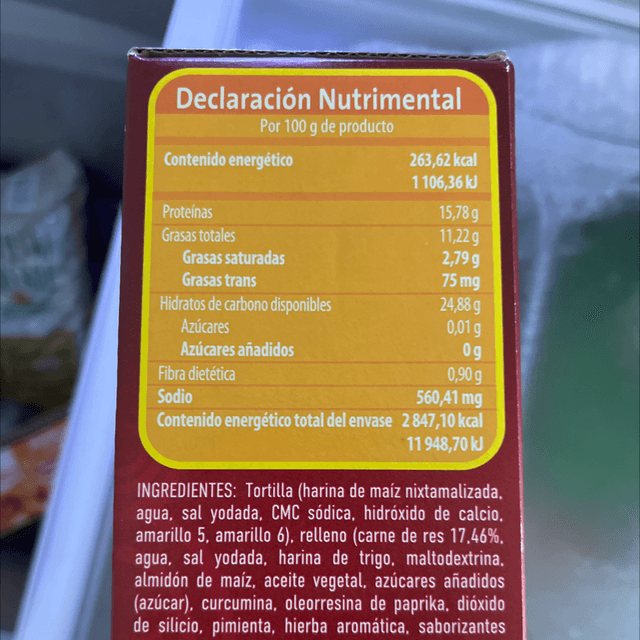 Declaración Nutrimental
Por 100 g de producto
Contenido energético 263,62 kcal
1 106,36 kJ
Proteínas 15,78 g
Grasas totales 11,22 g
Grasas saturadas 2,79 g
Grasas trans 75 mg
Hidratos de carbono disponibles 24,88 g
Azúcares 0,01 g
Azúcares añadidos 0 g
Fibra dietética 0,90 g
Sodio 560,41 mg
Contenido energético total del envase 2 847,10 kcal
11 948,70 kJ
INGREDIENTES: Tortilla (harina de maíz nixtamalizada,
agua, sal yodada, CMC sódica, hidróxido de calcio,
amarillo 5, amarillo 6), relleno (carne de res 17,46%,
agua, sal yodada, harina de trigo, maltodextrina,
almidón de maíz, aceite vegetal, azúcares añadidos
(azúcar), curcumina, oleorresina de paprika, dióxido
de silicio, pimienta, hierba aromática, saborizantes